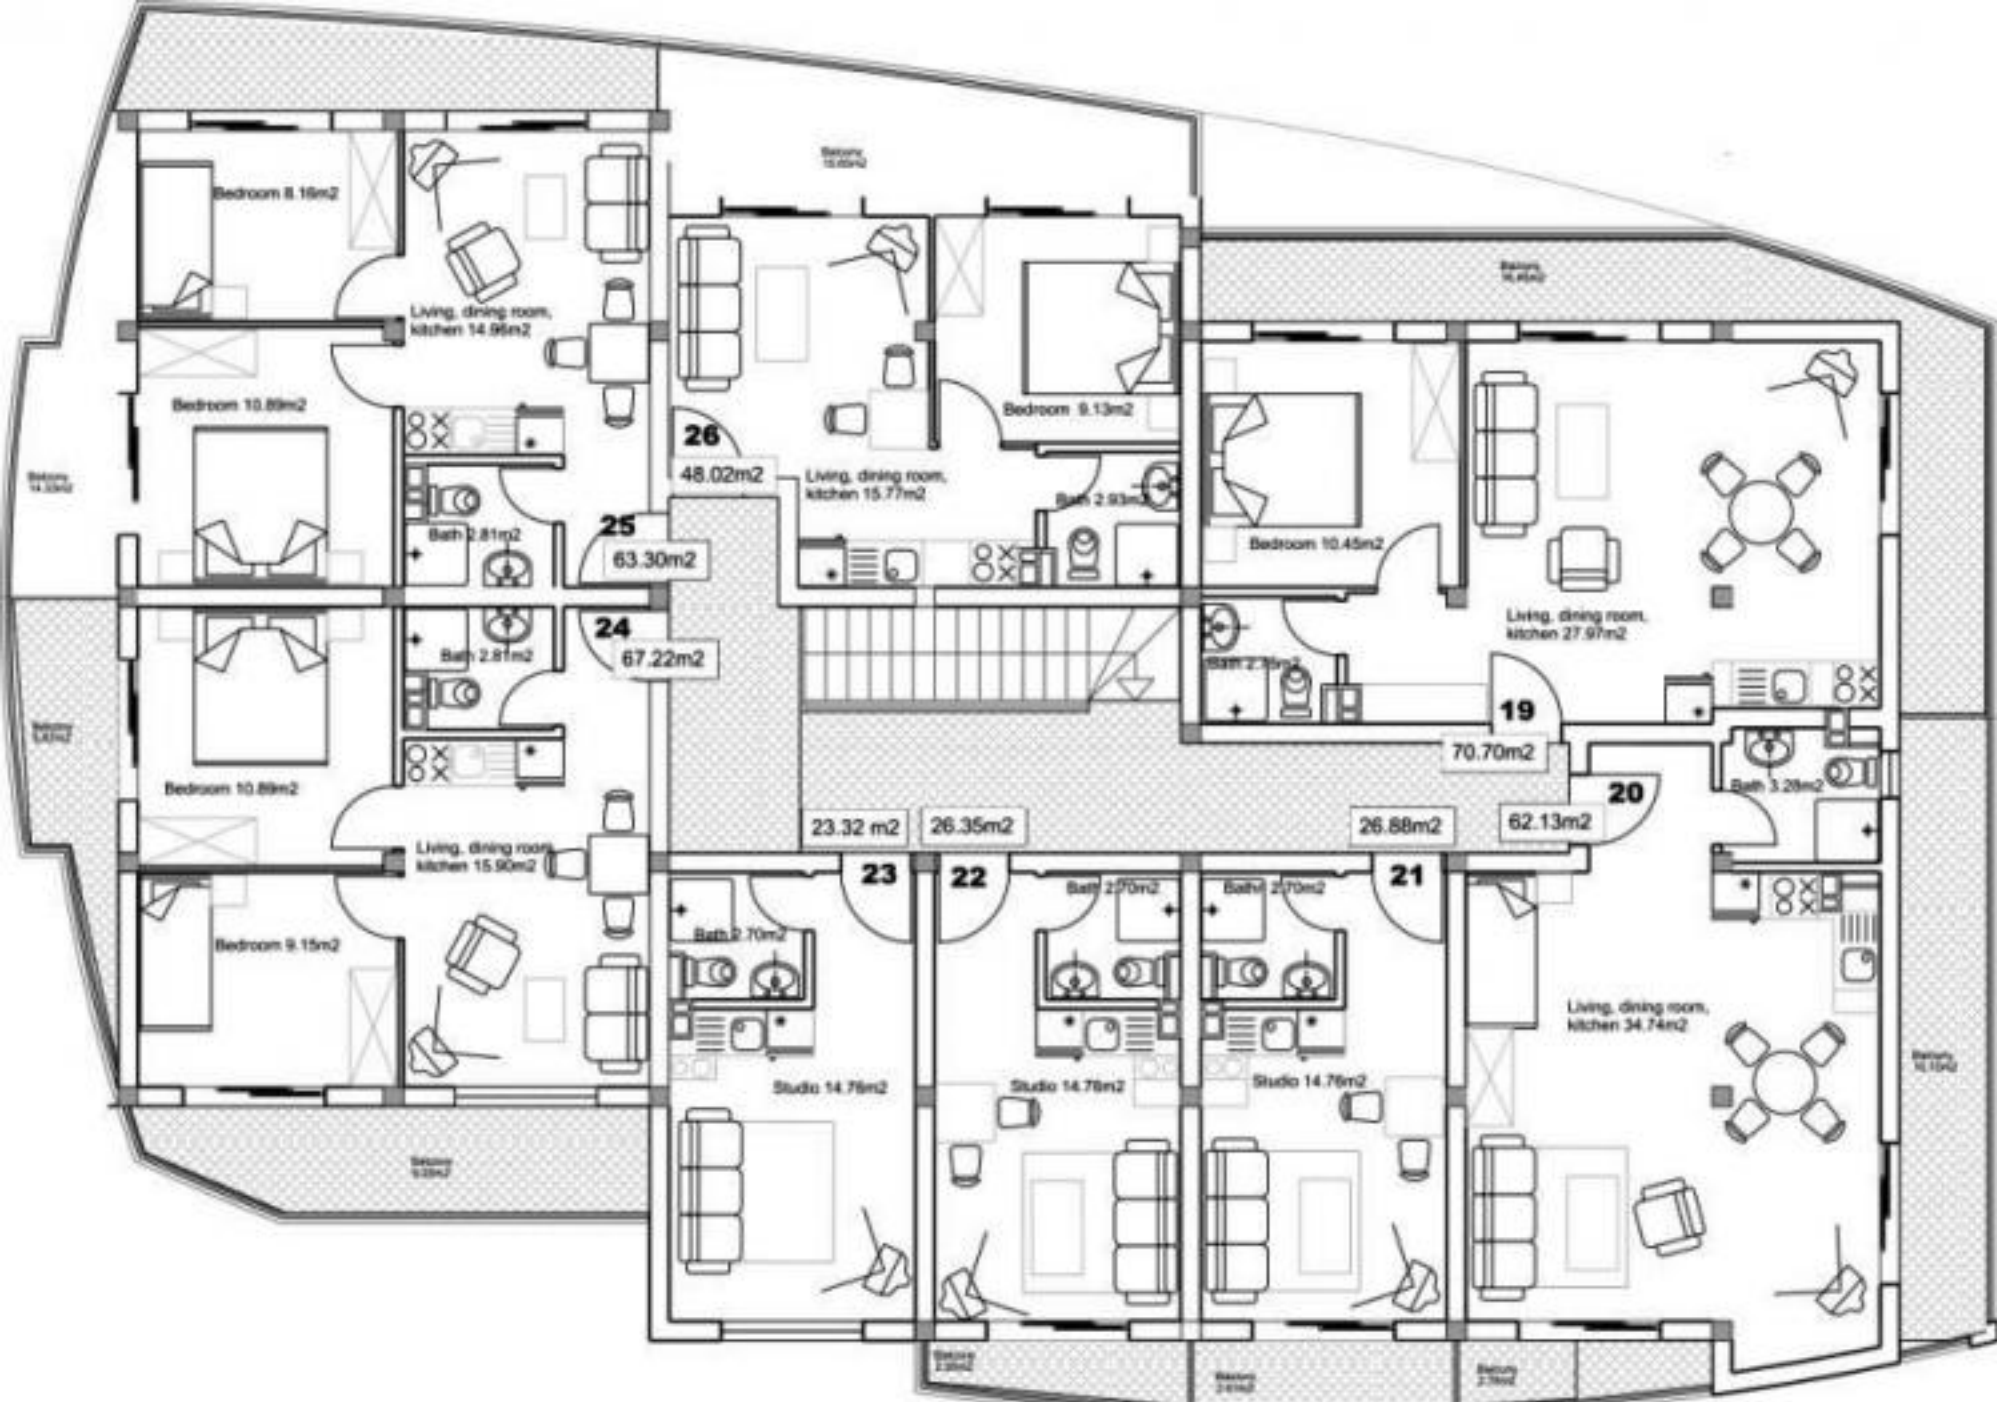 Bedroom 8.16m2
Living, dining room,
kitchen 14.96m2
Bedroom 10.89m2
Bath 2.81m2
25
63.30m2
Balcony
26
48.02m2
Living, dining room,
kitchen 15.77m2
Bedroom 9.13m2
Bath 2.93m2
Balcony
Bedroom 10.45m2
Living, dining room,
kitchen 27.97m2
19
70.70m2
24
67.22m2
Bath 2.81m2
Bedroom 10.89m2
Living, dining room,
kitchen 15.90m2
Bedroom 9.15m2
23.32 m2
26.35m2
26.88m2
62.13m2
20
Bath 3.28m2
23
22
21
Bath 2.70m2
Bath 2.70m2
Bath 2.70m2
Studio 14.76m2
Studio 14.76m2
Studio 14.76m2
Living, dining room,
kitchen 34.74m2
Balcony